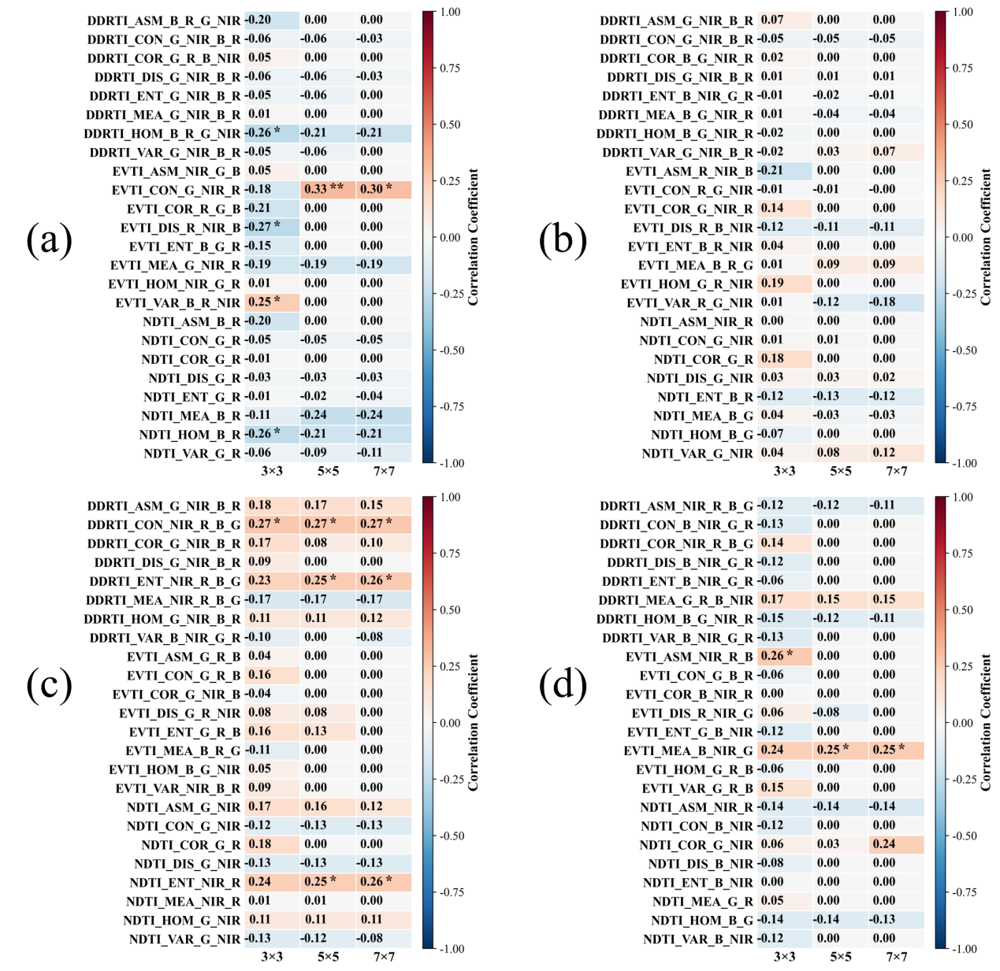 (a)
DDRTI_ASM_B_R_G_NIR -0.20 0.00 0.00
DDRTI_CON_G_NIR_B_R -0.06 -0.06 -0.03
DDRTI_COR_G_R_B_NIR 0.05 0.00 0.00
DDRTI_DIS_G_NIR_B_R -0.06 -0.06 -0.03
DDRTI_ENT_G_NIR_B_R -0.05 -0.06 0.00
DDRTI_MEA_G_NIR_B_R 0.01 0.00 0.00
DDRTI_HOM_B_R_G_NIR -0.26 * -0.21 -0.21
DDRTI_VAR_G_NIR_B_R -0.05 -0.06 0.00
EVTI_ASM_NIR_G_B 0.05 0.00 0.00
EVTI_CON_G_NIR_R -0.18 0.33 ** 0.30 *
EVTI_COR_R_G_B -0.21 0.00 0.00
EVTI_DIS_R_NIR_B -0.27 * 0.00 0.00
EVTI_ENT_B_G_R -0.15 0.00 0.00
EVTI_MEA_G_NIR_R -0.19 -0.19 -0.19
EVTI_HOM_NIR_G_R 0.01 0.00 0.00
EVTI_VAR_B_R_NIR 0.25 * 0.00 0.00
NDTI_ASM_B_R -0.20 0.00 0.00
NDTI_CON_G_R -0.05 -0.05 -0.05
NDTI_COR_G_R -0.01 0.00 0.00
NDTI_DIS_G_R -0.03 -0.03 -0.03
NDTI_ENT_G_R -0.01 -0.02 -0.04
NDTI_MEA_B_R -0.11 -0.24 -0.24
NDTI_HOM_B_R -0.26 * -0.21 -0.21
NDTI_VAR_G_R -0.06 -0.09 -0.11
3×3 5×5 7×7
1.00
0.75
0.50
0.25
0.00
-0.25
-0.50
-0.75
-1.00
Correlation Coefficient
(b)
DDRTI_ASM_G_NIR_B_R 0.07 0.00 0.00
DDRTI_CON_G_NIR_B_R -0.05 -0.05 -0.05
DDRTI_COR_B_G_NIR_R 0.02 0.00 0.00
DDRTI_DIS_G_NIR_B_R 0.01 0.01 0.01
DDRTI_ENT_B_NIR_G_R -0.01 -0.02 -0.01
DDRTI_MEA_B_G_NIR_R 0.01 -0.04 -0.04
DDRTI_HOM_B_G_NIR_R -0.02 0.00 0.00
DDRTI_VAR_G_NIR_B_R -0.02 0.03 0.07
EVTI_ASM_R_NIR_B -0.21 0.00 0.00
EVTI_CON_R_G_NIR -0.01 -0.01 -0.00
EVTI_COR_G_NIR_R 0.14 0.00 0.00
EVTI_DIS_R_B_NIR -0.12 -0.11 -0.11
EVTI_ENT_B_R_NIR 0.04 0.00 0.00
EVTI_MEA_B_R_G 0.01 0.09 0.09
EVTI_HOM_G_R_NIR 0.19 0.00 0.00
EVTI_VAR_R_G_NIR 0.01 -0.12 -0.18
NDTI_ASM_NIR_R 0.00 0.00 0.00
NDTI_CON_G_NIR 0.01 0.01 0.00
NDTI_COR_G_R 0.18 0.00 0.00
NDTI_DIS_G_NIR 0.03 0.03 0.02
NDTI_ENT_B_R -0.12 -0.13 -0.12
NDTI_MEA_B_G 0.04 -0.03 -0.03
NDTI_HOM_B_G -0.07 0.00 0.00
NDTI_VAR_G_NIR 0.04 0.08 0.12
3×3 5×5 7×7
1.00
0.75
0.50
0.25
0.00
-0.25
-0.50
-0.75
-1.00
Correlation Coefficient
(c)
DDRTI_ASM_G_NIR_B_R 0.18 0.17 0.15
DDRTI_CON_NIR_R_B_G 0.27 * 0.27 * 0.27 *
DDRTI_COR_G_NIR_B_R 0.17 0.08 0.10
DDRTI_DIS_G_NIR_B_R 0.09 0.00 0.00
DDRTI_ENT_NIR_R_B_G 0.23 0.25 * 0.26 *
DDRTI_MEA_NIR_R_B_G -0.17 -0.17 -0.17
DDRTI_HOM_G_NIR_B_R 0.11 0.11 0.12
DDRTI_VAR_B_NIR_G_R -0.10 0.00 -0.08
EVTI_ASM_G_R_B 0.04 0.00 0.00
EVTI_CON_G_R_B 0.16 0.00 0.00
EVTI_COR_G_NIR_B -0.04 0.00 0.00
EVTI_DIS_G_R_NIR 0.08 0.08 0.00
EVTI_ENT_G_R_B 0.16 0.13 0.00
EVTI_MEA_B_R_G -0.11 0.00 0.00
EVTI_HOM_B_G_NIR 0.05 0.00 0.00
EVTI_VAR_NIR_B_R 0.09 0.00 0.00
NDTI_ASM_G_NIR 0.17 0.16 0.12
NDTI_CON_G_NIR -0.12 -0.13 -0.13
NDTI_COR_G_R 0.18 0.00 0.00
NDTI_DIS_G_NIR -0.13 -0.13 -0.13
NDTI_ENT_NIR_R 0.24 0.25 * 0.26 *
NDTI_MEA_NIR_R 0.01 0.01 0.00
NDTI_HOM_G_NIR 0.11 0.11 0.11
NDTI_VAR_G_NIR -0.13 -0.12 -0.08
3×3 5×5 7×7
1.00
0.75
0.50
0.25
0.00
-0.25
-0.50
-0.75
-1.00
Correlation Coefficient
(d)
DDRTI_ASM_NIR_R_B_G -0.12 -0.12 -0.11
DDRTI_CON_B_NIR_G_R -0.13 0.00 0.00
DDRTI_COR_NIR_R_B_G 0.14 0.00 0.00
DDRTI_DIS_B_NIR_G_R -0.12 0.00 0.00
DDRTI_ENT_B_NIR_G_R -0.06 0.00 0.00
DDRTI_MEA_G_R_B_NIR 0.17 0.15 0.15
DDRTI_HOM_B_G_NIR_R -0.15 -0.12 -0.11
DDRTI_VAR_B_NIR_G_R -0.13 0.00 0.00
EVTI_ASM_NIR_R_B 0.26 * 0.00 0.00
EVTI_CON_G_B_R -0.06 0.00 0.00
EVTI_COR_B_NIR_R 0.00 0.00 0.00
EVTI_DIS_R_NIR_G 0.06 -0.08 0.00
EVTI_ENT_G_B_NIR -0.12 0.00 0.00
EVTI_MEA_B_NIR_G 0.24 0.25 * 0.25 *
EVTI_HOM_G_R_B -0.06 0.00 0.00
EVTI_VAR_G_R_B 0.15 0.00 0.00
NDTI_ASM_NIR_R -0.14 -0.14 -0.14
NDTI_CON_B_NIR -0.12 0.00 0.00
NDTI_COR_G_NIR 0.06 0.03 0.24
NDTI_DIS_B_NIR -0.08 0.00 0.00
NDTI_ENT_B_NIR 0.00 0.00 0.00
NDTI_MEA_G_R 0.05 0.00 0.00
NDTI_HOM_B_G -0.14 -0.14 -0.13
NDTI_VAR_B_NIR -0.12 0.00 0.00
3×3 5×5 7×7
1.00
0.75
0.50
0.25
0.00
-0.25
-0.50
-0.75
-1.00
Correlation Coefficient